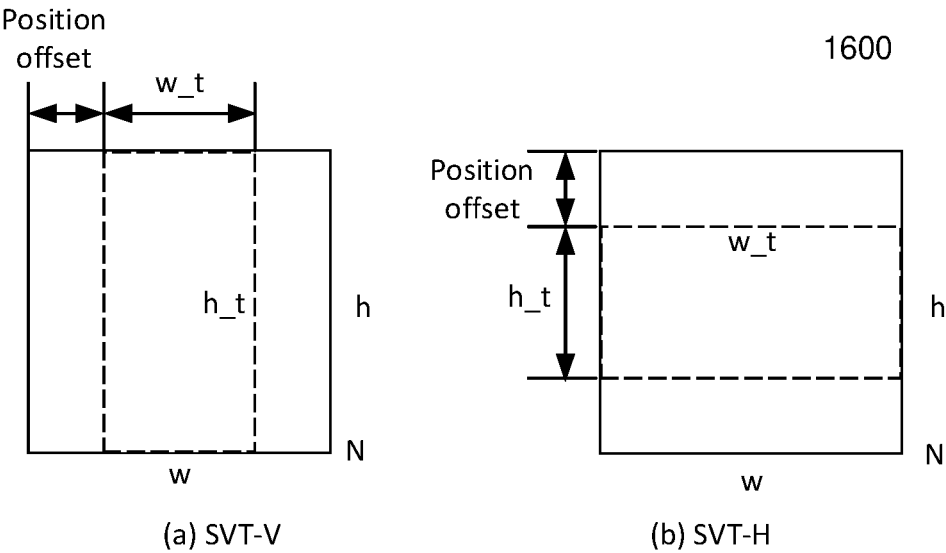 Position
offset
w_t
1600
h_t
h
N
w
(a) SVT-V
Position
offset
w_t
h_t
h
N
w
(b) SVT-H